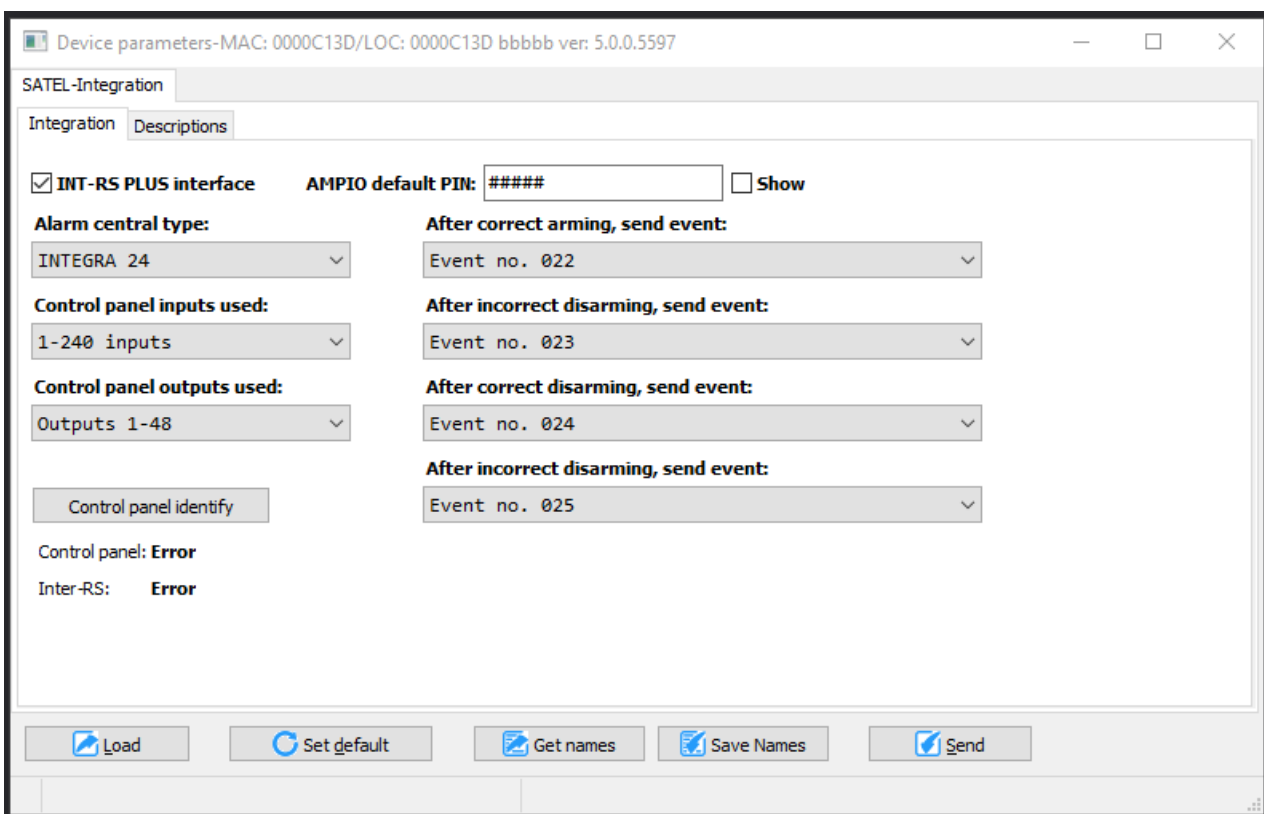 Device parameters-MAC: 0000C13D/LOC: 0000C13D bbbbb ver: 5.0.0.5597
SATEL-Integration
Integration Descriptions
INT-RS PLUS interface AMPIO default PIN: ##### Show
Alarm central type: After correct arming, send event:
INTEGRA 24 Event no. 022
Control panel inputs used: After incorrect disarming, send event:
1-240 inputs Event no. 023
Control panel outputs used: After correct disarming, send event:
Outputs 1-48 Event no. 024
After incorrect disarming, send event:
Control panel identify Event no. 025
Control panel: Error
Inter-RS: Error
Load Set default Get names Save Names Send